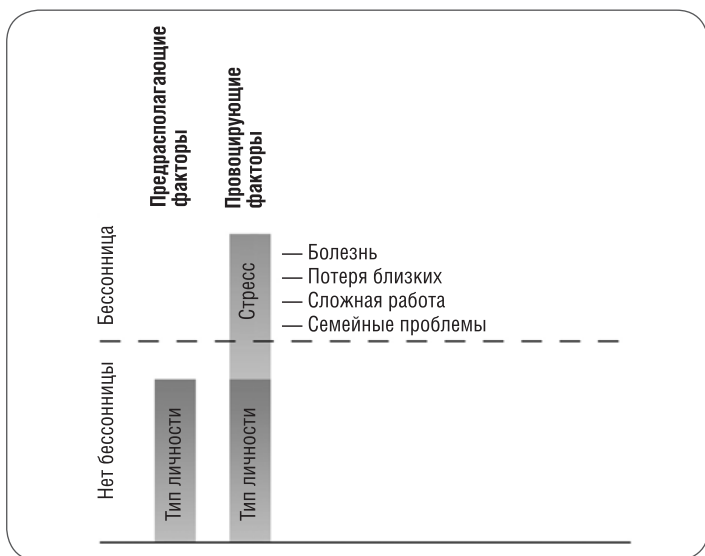 Предрасполагающие
факторы
Провоцирующие
факторы
Бессонница
Стресс
— Болезнь
— Потеря близких
— Сложная работа
— Семейные проблемы
Нет бессонницы
Тип личности
Тип личности